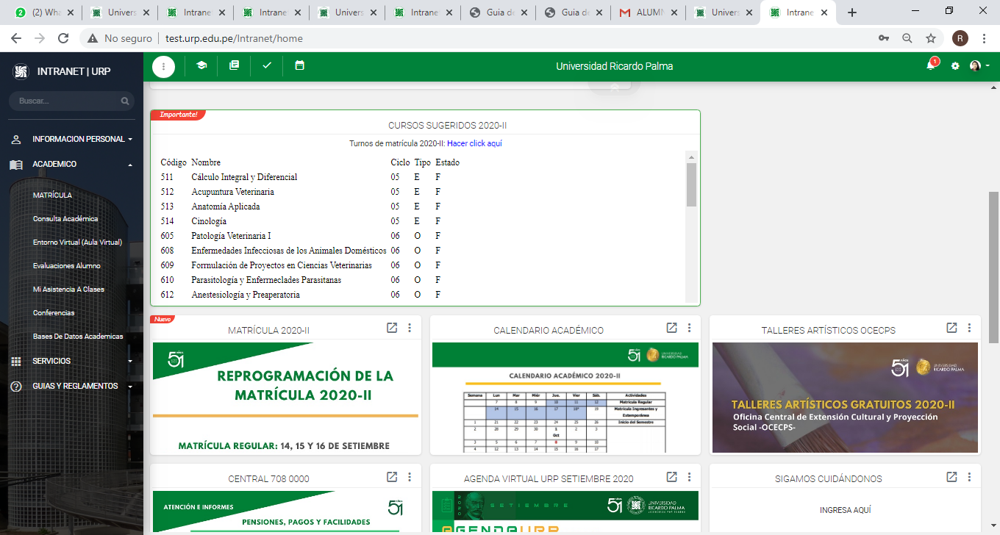 (2) Wha
Univers
Intrane
Intrane
Univers
Intrane
Guia de
Guia de
ALUMN
Univers
Intrane
No seguro
test.urp.edu.pe/Intranet/home
R
INTRANET | URP
Universidad Ricardo Palma
1
Buscar...
INFORMACION PERSONAL
ACADEMICO
MATRÍCULA
Consulta Académica
Entorno Virtual (Aula Virtual)
Evaluaciones Alumno
Mi Asistencia A Clases
Conferencias
Bases De Datos Academicas
SERVICIOS
GUIAS Y REGLAMENTOS
Importante!
CURSOS SUGERIDOS 2020-II
Turnos de matrícula 2020-II: Hacer click aquí
Código Nombre Ciclo Tipo Estado
511 Cálculo Integral y Diferencial 05 E F
512 Acupuntura Veterinaria 05 E F
513 Anatomía Aplicada 05 E F
514 Cinología 05 E F
605 Patología Veterinaria I 06 O F
608 Enfermedades Infecciosas de los Animales Domésticos 06 O F
609 Formulación de Proyectos en Ciencias Veterinarias 06 O F
610 Parasitología y Enfermeclades Parasitanas 06 O F
612 Anestesiología y Preaperatoria 06 O F
Nuevo
MATRÍCULA 2020-II
51 AÑOS
REPROGRAMACIÓN DE LA
MATRÍCULA 2020-II
MATRÍCULA REGULAR: 14, 15 Y 16 DE SETIEMBRE
CALENDARIO ACADÉMICO
51 AÑOS
UNIVERSIDAD
RICARDO PALMA
CALENDARIO ACADÉMICO 2020-II
Semana Lun Mar Mié Jue. Vier Sáb. Actividades
7 8 9 10 11 12 Matrícula Regular
14 15 16 17 18* 19 Matrícula Ingresantes y
Extemporánea
1 21 22 23 24 25 26 Inicio del Semestre
2 28 29 30 1 2 3
Oct
3 5 6 7 8 9 10
4 12 13 14 15 16 17
TALLERES ARTÍSTICOS OCECPS
51 AÑOS
UNIVERSIDAD
RICARDO PALMA
TALLERES ARTÍSTICOS GRATUITOS 2020-II
Oficina Central de Extensión Cultural y Proyección
Social -OCECPS-
CENTRAL 708 0000
ATENCIÓN E INFORMES
51 AÑOS
PENSIONES, PAGOS Y FACILIDADES
AGENDA VIRTUAL URP SETIEMBRE 2020
2020
SETIEMBRE
51 AÑOS
UNIVERSIDAD
RICARDO PALMA
AGENDAURP
SIGAMOS CUIDÁNDONOS
INGRESA AQUÍ